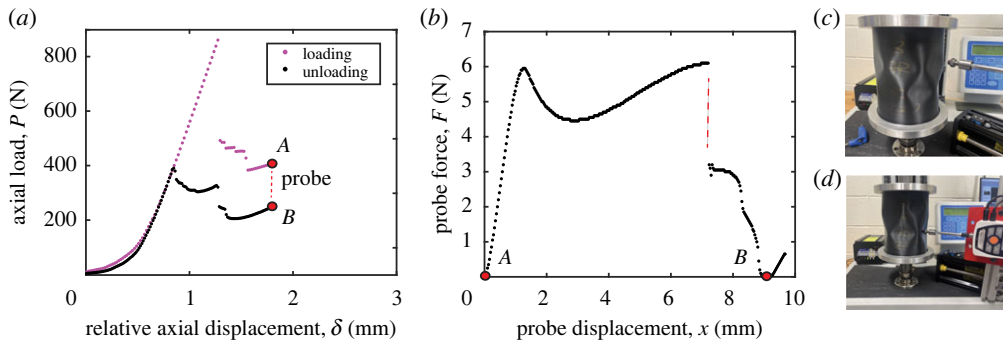 (a)
axial load, P (N)
800
600
400
200
0
1
2
3
relative axial displacement, δ (mm)
loading
unloading
A
probe
B
(b)
probe force, F (N)
7
6
5
4
3
2
1
0
0
2
4
6
8
10
A
B
probe displacement, x (mm)
(c)
(d)